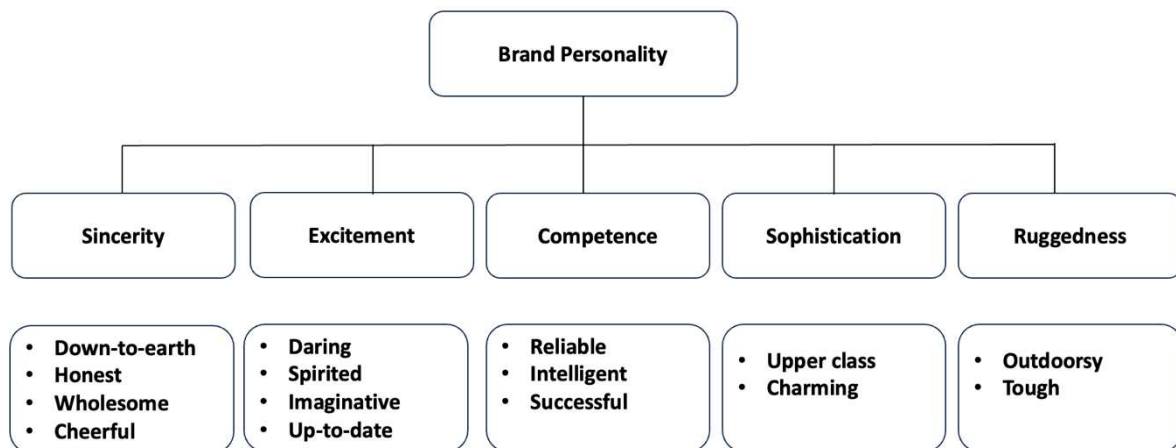 Brand Personality
Sincerity
Excitement
Competence
Sophistication
Ruggedness
• Down-to-earth
• Honest
• Wholesome
• Cheerful
• Daring
• Spirited
• Imaginative
• Up-to-date
• Reliable
• Intelligent
• Successful
• Upper class
• Charming
• Outdoorsy
• Tough